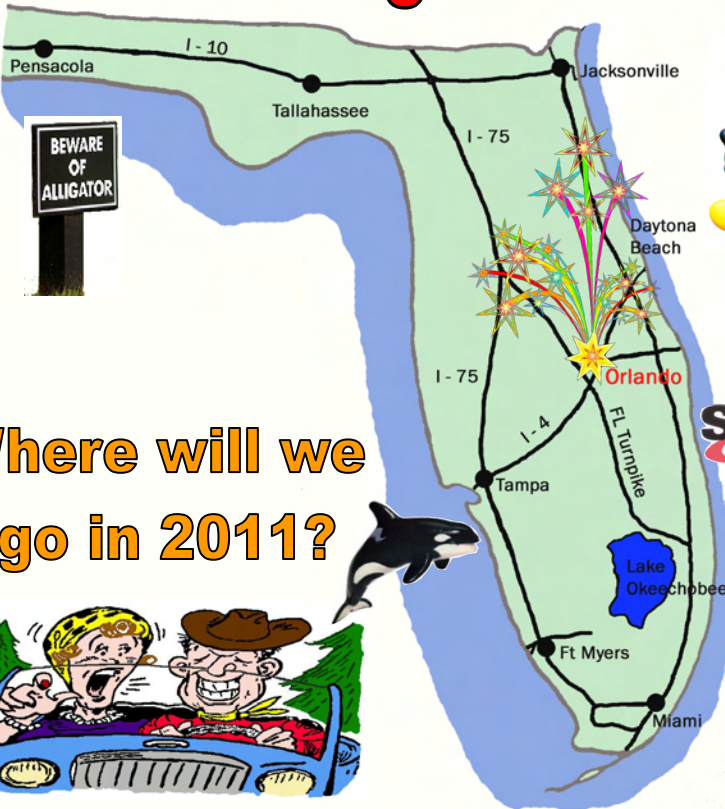 I - 10
Pensacola
Jacksonville
Tallahassee
I - 75
BEWARE
OF
ALLIGATOR
Daytona
Beach
I - 75
Orlando
I - 4
FL Turnpike
here will we
go in 2011?
Tampa
Lake
Okeechobee
Ft Myers
Miami